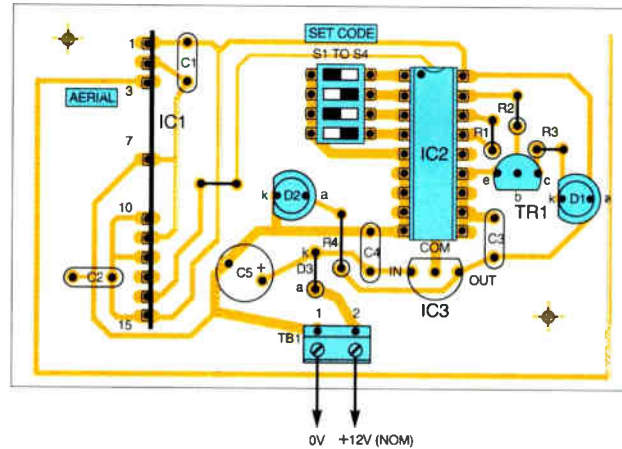 SET CODE
S1 TO S4
1
C1
3
AERIAL
IC1
7
IC2
R2
R1
R3
e
c
b
TR1
k
D1
a
k
D2
a
10
C2
15
C5
+
k
D3
a
R4
C4
COM
IN
OUT
IC3
C3
1
2
TB1
0V
+12V (NOM)